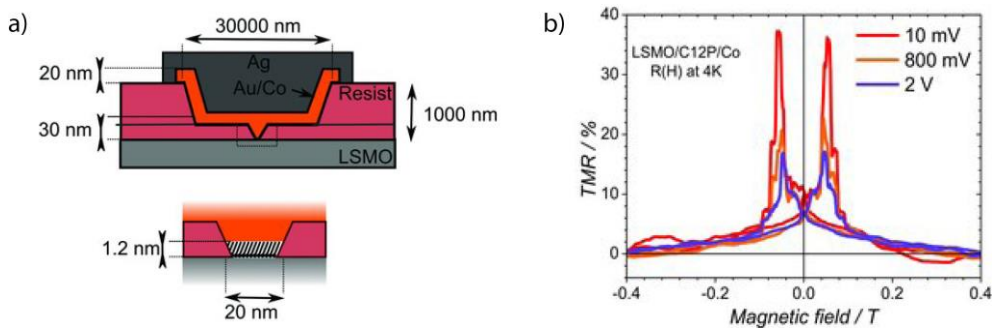 a)
30000 nm
20 nm
Ag
Au/Co
Resist
1000 nm
30 nm
LSMO
1.2 nm
20 nm
b)
40
30
20
10
0
TMR / %
LSMO/C12P/Co
R(H) at 4K
10 mV
800 mV
2 V
-0.4
-0.2
0.0
0.2
0.4
Magnetic field / T